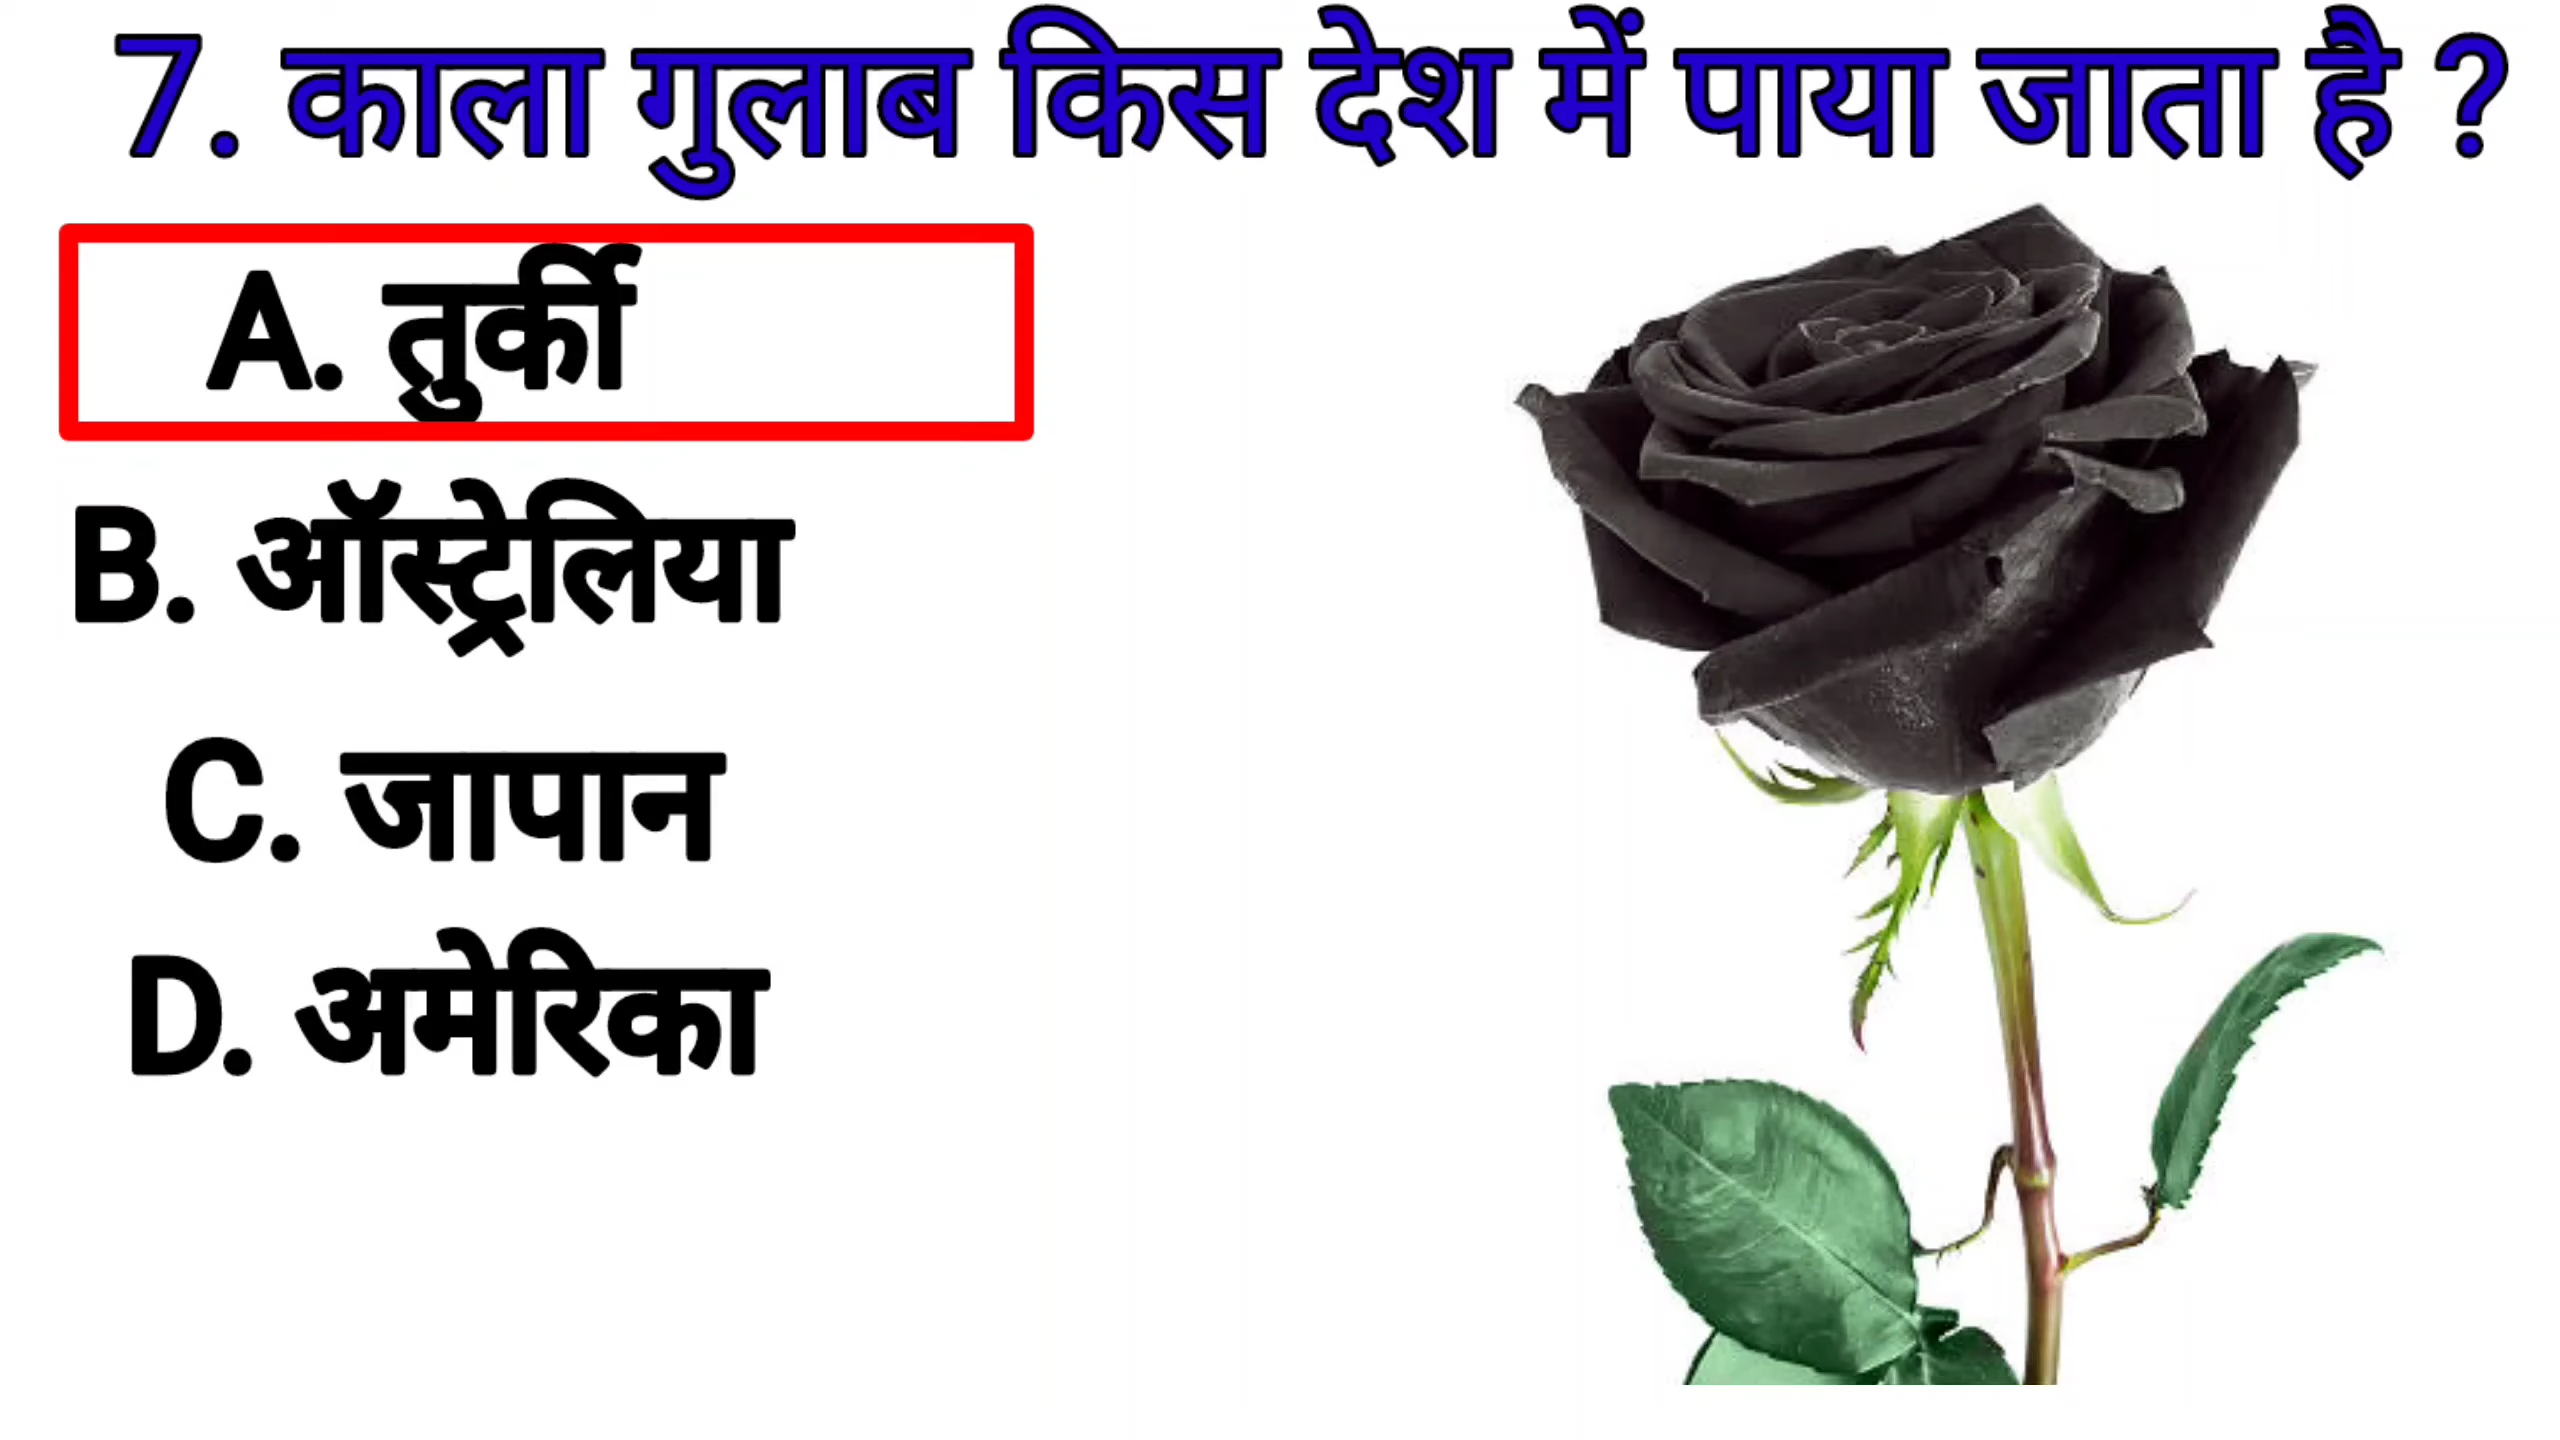 7. काला गुलाब किस देश में पाया जाता है ?
A. तुर्की
B. ऑस्ट्रेलिया
C. जापान
D. अमेरिका